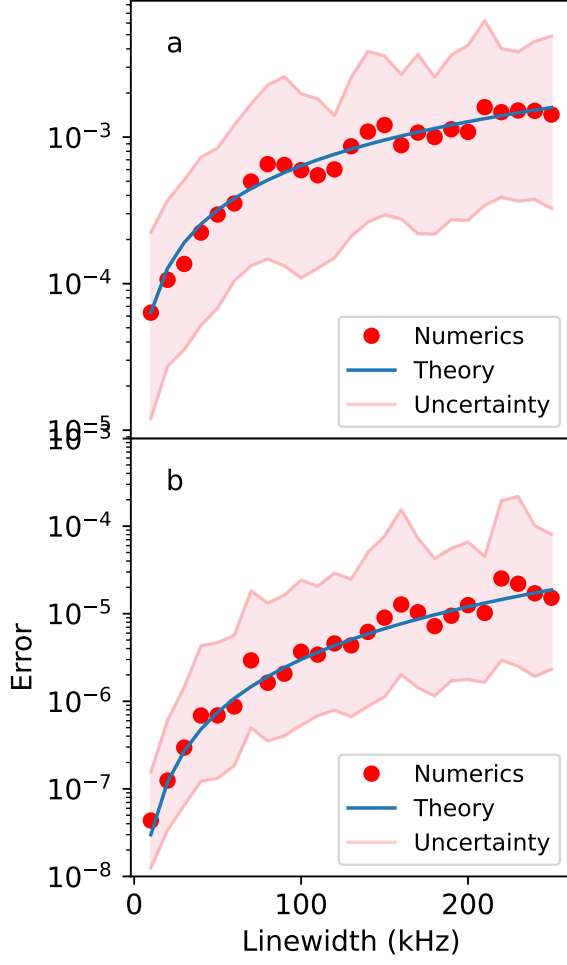 a
10⁻³
10⁻⁴
10⁻⁵
Numerics
Theory
Uncertainty
b
10⁻³
10⁻⁴
10⁻⁵
10⁻⁶
10⁻⁷
10⁻⁸
Error
Numerics
Theory
Uncertainty
0
100
200
Linewidth (kHz)